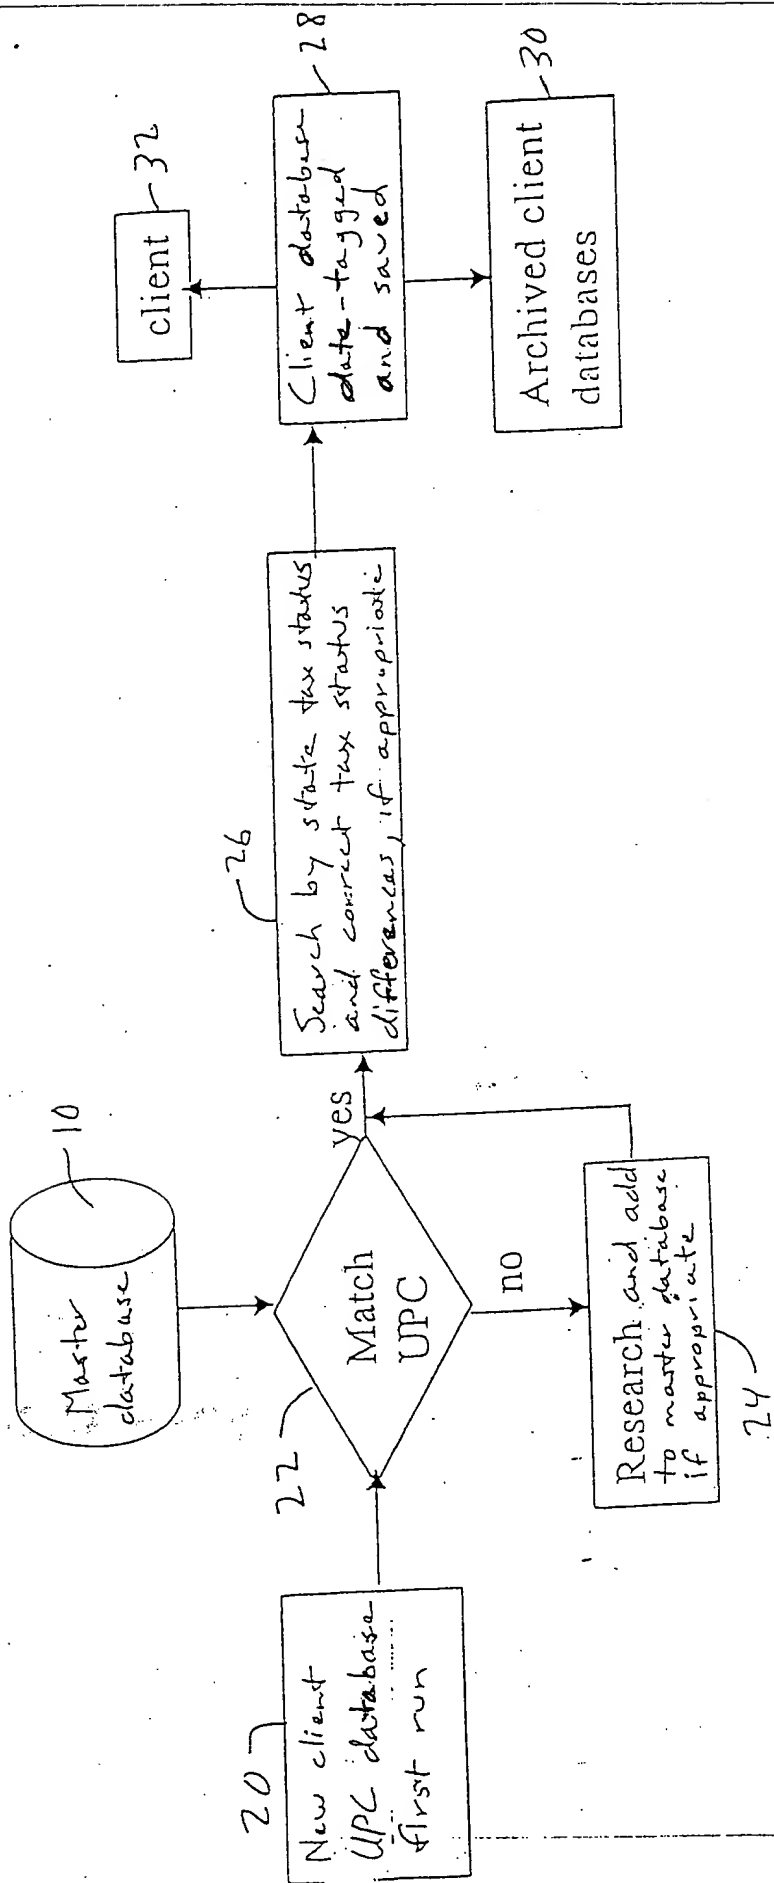 10
Master
database
20
New client
UPC database
first run
22
Match
UPC
yes
no
Research and add
to master database
if appropriate
24
26
Search by state tax status
and correct tax status
differences, if appropriate
28
Client database
date-tagged
and saved
32
client
30
Archived client
databases